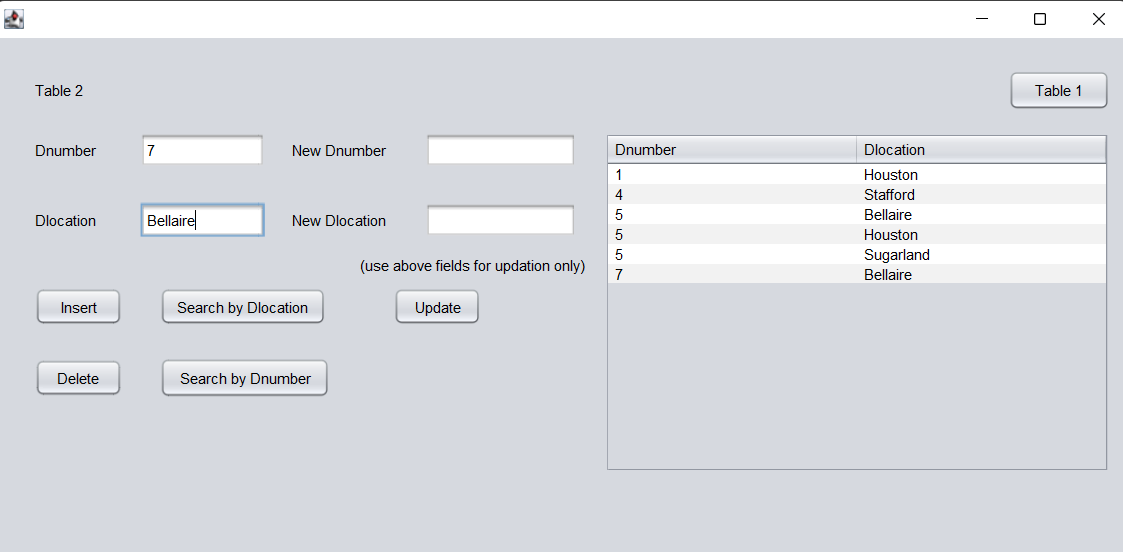 Table 2
Table 1
Dnumber 7 New Dnumber
Dlocation Bellaire New Dlocation
(use above fields for updation only)
Insert Search by Dlocation Update
Delete Search by Dnumber
Dnumber Dlocation
1 Houston
4 Stafford
5 Bellaire
5 Houston
5 Sugarland
7 Bellaire